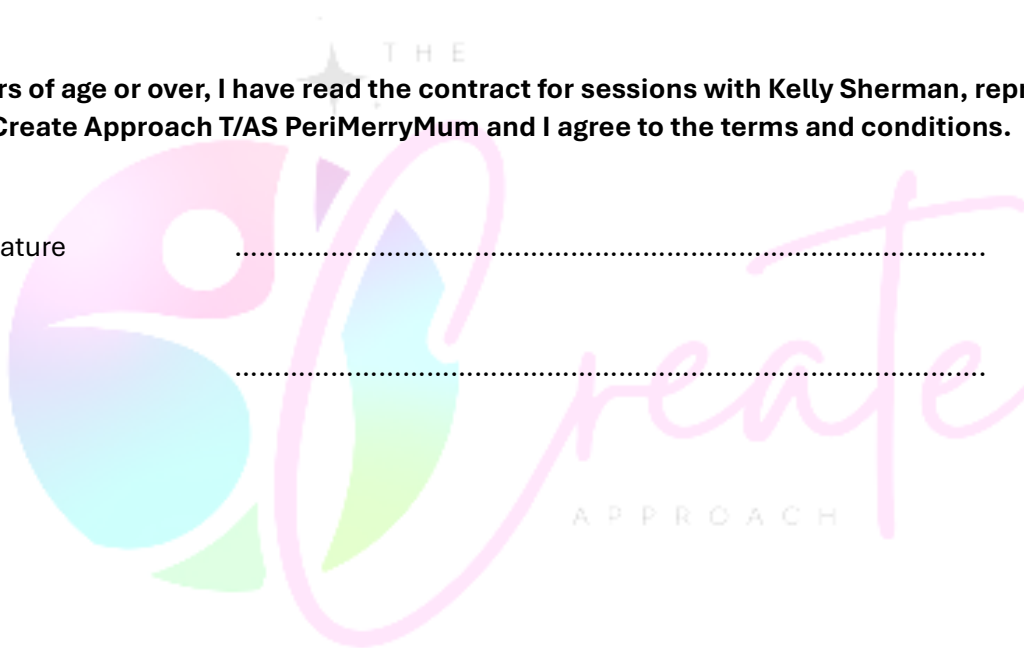 THE
rs of age or over, I have read the contract for sessions with Kelly Sherman, repr
Create Approach T/AS PeriMerryMum and I agree to the terms and conditions.
ature ……………………………………………………………………………….
……………………………………………………………………………….
Create
APPROACH